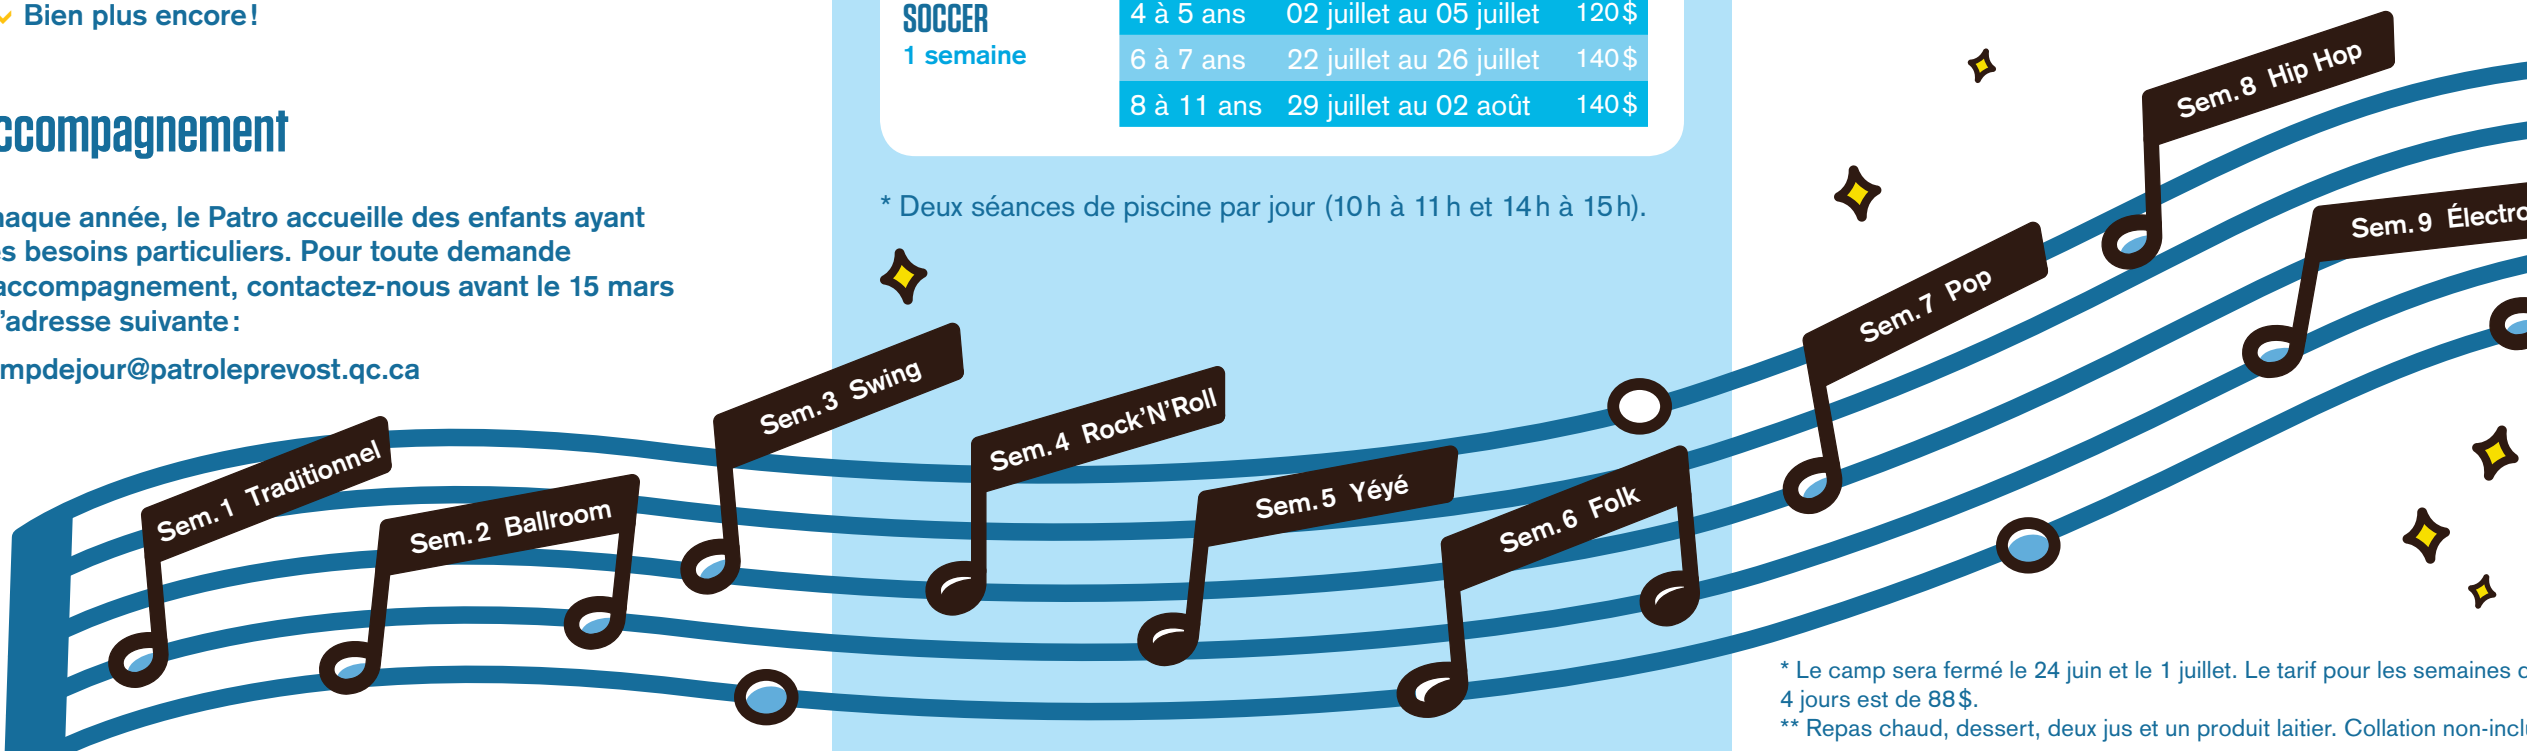 Bien plus encore !
ccompagnement
haque année, le Patro accueille des enfants ayant
es besoins particuliers. Pour toute demande
accompagnement, contactez-nous avant le 15 mars
l'adresse suivante :
mpdejour@patroleprevost.qc.ca
SOCCER
1 semaine
4 à 5 ans 02 juillet au 05 juillet 120 $
6 à 7 ans 22 juillet au 26 juillet 140 $
8 à 11 ans 29 juillet au 02 août 140 $
* Deux séances de piscine par jour (10 h à 11 h et 14 h à 15 h).
Sem. 1 Traditionnel
Sem. 2 Ballroom
Sem. 3 Swing
Sem. 4 Rock'N'Roll
Sem. 5 Yéyé
Sem. 6 Folk
Sem. 7 Pop
Sem. 8 Hip Hop
Sem. 9 Électro
* Le camp sera fermé le 24 juin et le 1 juillet. Le tarif pour les semaines
4 jours est de 88 $.
** Repas chaud, dessert, deux jus et un produit laitier. Collation non-incl